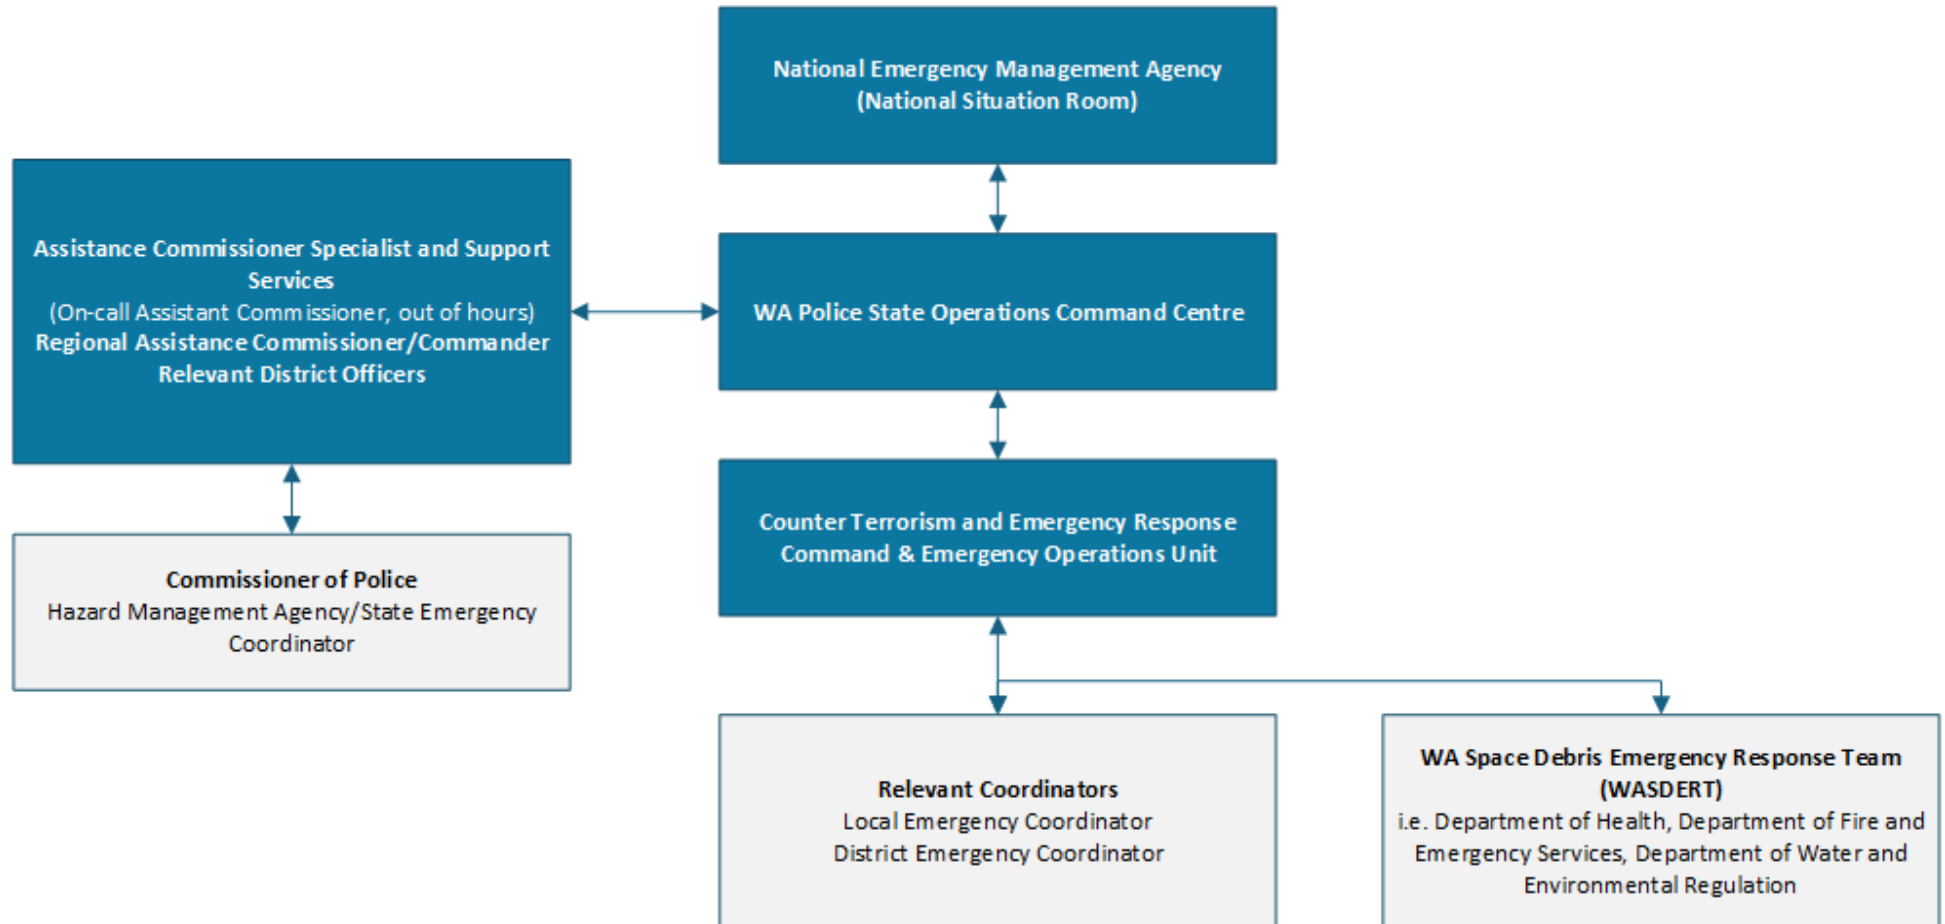 National Emergency Management Agency
(National Situation Room)
Assistance Commissioner Specialist and Support
Services
(On-call Assistant Commissioner, out of hours)
Regional Assistance Commissioner/Commander
Relevant District Officers
WA Police State Operations Command Centre
Counter Terrorism and Emergency Response
Command & Emergency Operations Unit
Commissioner of Police
Hazard Management Agency/State Emergency
Coordinator
Relevant Coordinators
Local Emergency Coordinator
District Emergency Coordinator
WA Space Debris Emergency Response Team
(WASDERT)
i.e. Department of Health, Department of Fire and
Emergency Services, Department of Water and
Environmental Regulation